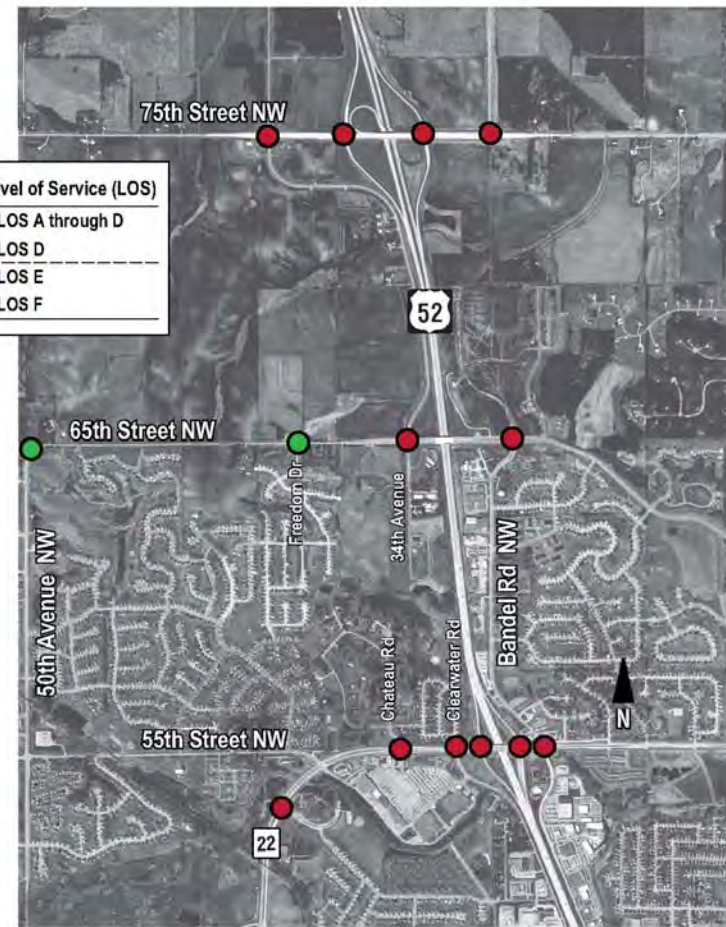 75th Street NW
vel of Service (LOS)
LOS A through D
LOS D
LOS E
LOS F
52
65th Street NW
Freedom Dr
34th Avenue
Bandel Rd NW
50th Avenue NW
Chateau Rd
Clearwater Rd
N
55th Street NW
22